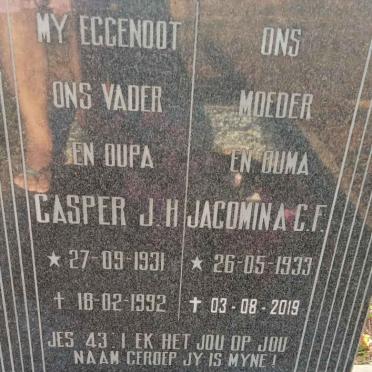 MY EGGENOOT
ONS VADER
EN OUPA
CASPER J.H
★ 27-09-1931
✝ 18-02-1992
ONS
MOEDER
EN OUMA
JACOMINA C.F.
★ 26-05-1933
✝ 03-08-2019
JES 43:1 EK HET JOU OP JOU
NAAM GEROEP JY IS MYNE!